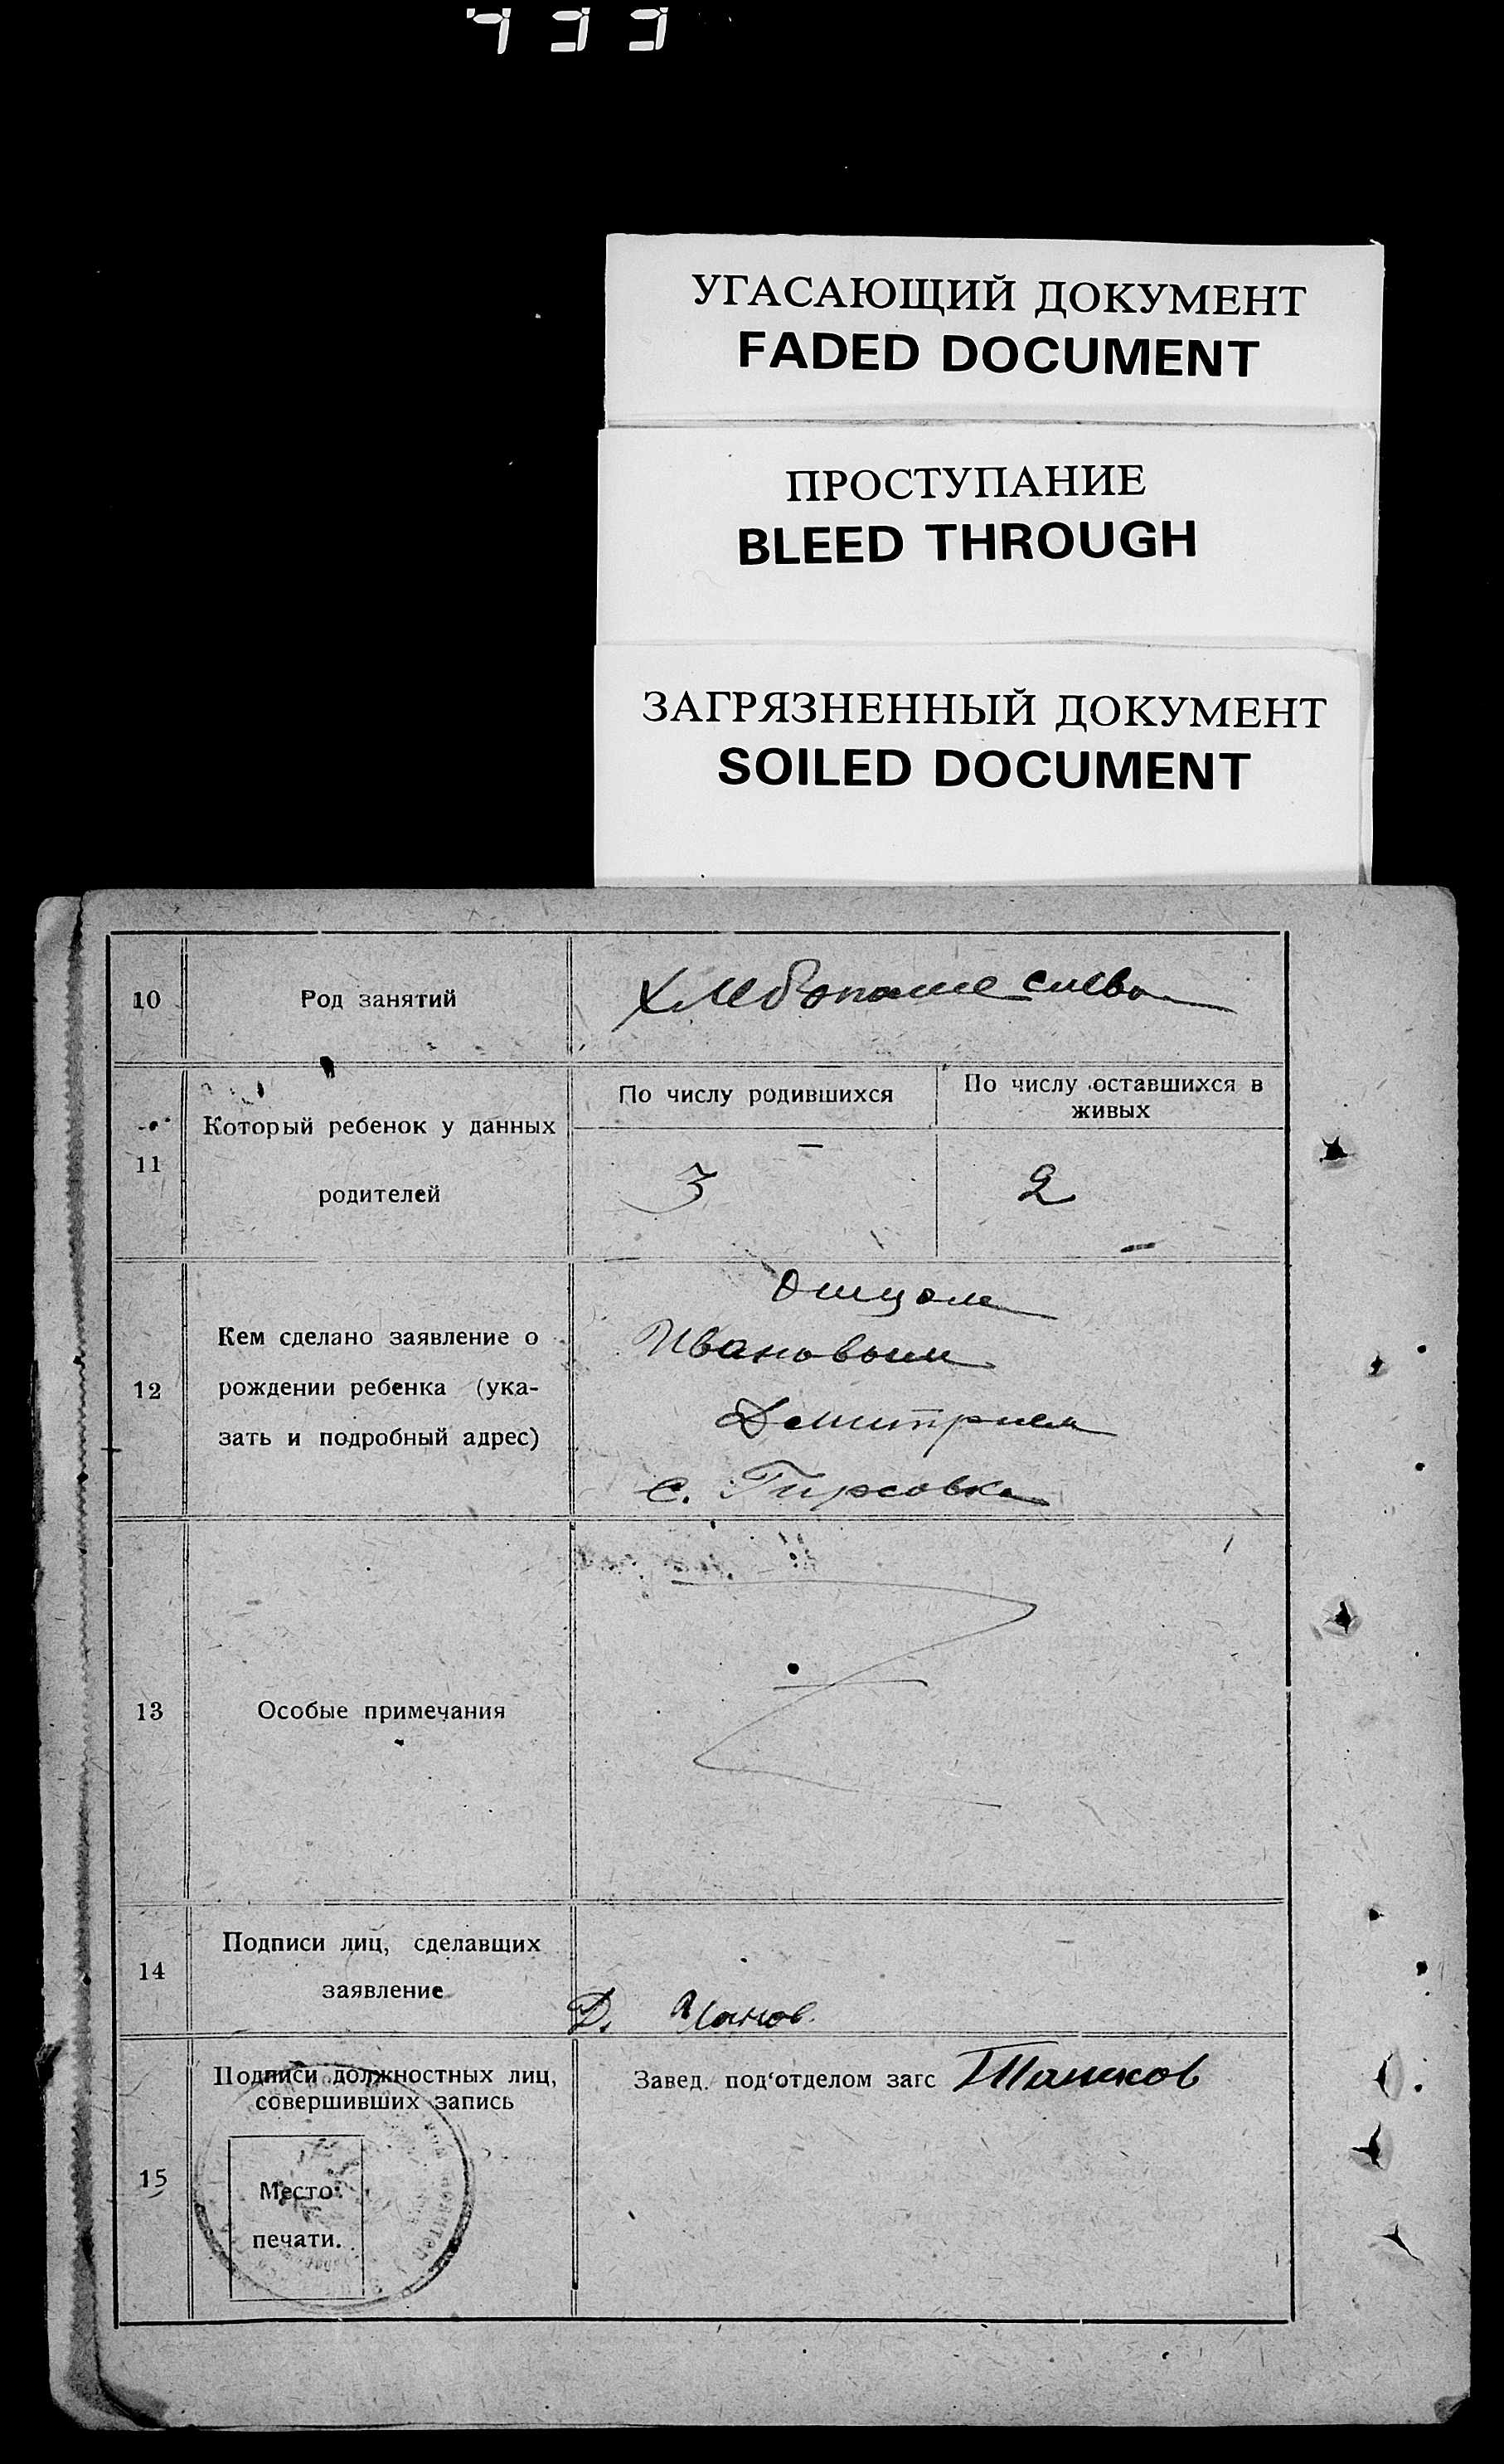 УГАСАЮЩИЙ ДОКУМЕНТ
FADED DOCUMENT
ПРОСТУПАНИЕ
BLEED THROUGH
ЗАГРЯЗНЕННЫЙ ДОКУМЕНТ
SOILED DOCUMENT
10 Род занятий Хлебопашество
11 Который ребенок у данных родителей
По числу родившихся
По числу оставшихся в живых
3
2
12
Кем сделано заявление о
рождении ребенка (ука-
зать и подробный адрес)
Отцом
Ивановым
Дмитрием
с. Гирсовка
13 Особые примечания
14
Подписи лиц, сделавших
заявление
Д. Иванов.
15
Подписи должностных лиц,
совершивших запись
Место
печати.
Завед. под'отделом загс